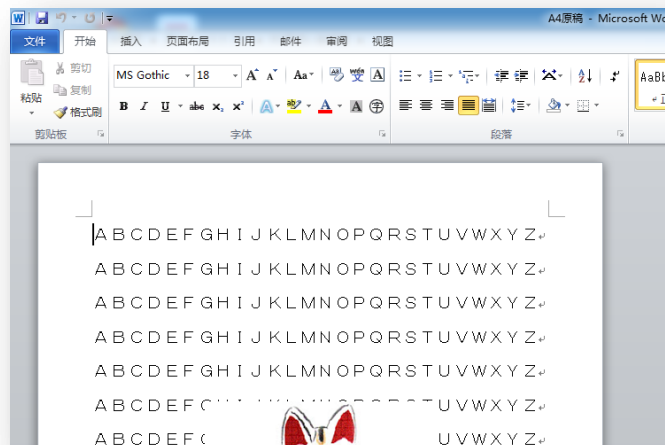 A4原稿 - Microsoft Wo
文件 开始 插入 页面布局 引用 邮件 审阅 视图
剪切
复制
格式刷
粘贴
MS Gothic 18
剪贴板 字体 段落
AaBb
ＡＢＣＤＥＦＧＨＩＪＫＬＭＮＯＰＱＲＳＴＵＶＷＸＹＺ
ＡＢＣＤＥＦＧＨＩＪＫＬＭＮＯＰＱＲＳＴＵＶＷＸＹＺ
ＡＢＣＤＥＦＧＨＩＪＫＬＭＮＯＰＱＲＳＴＵＶＷＸＹＺ
ＡＢＣＤＥＦＧＨＩＪＫＬＭＮＯＰＱＲＳＴＵＶＷＸＹＺ
ＡＢＣＤＥＦＧＨＩＪＫＬＭＮＯＰＱＲＳＴＵＶＷＸＹＺ
ＡＢＣＤＥＦ ＵＶＷＸＹＺ
ＡＢＣＤＥＦ ＵＶＷＸＹＺ